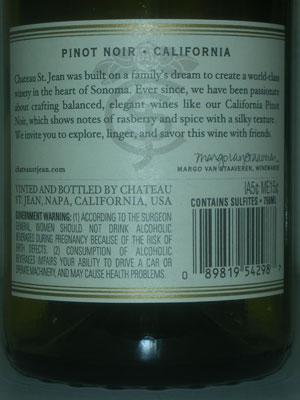 PINOT NOIR • CALIFORNIA
Chateau St. Jean was built on a family's dream to create a world-class
winery in the heart of Sonoma. Ever since, we have been passionate
about crafting balanced, elegant wines like our California Pinot
Noir, which shows notes of rasberry and spice with a silky texture.
We invite you to explore, linger, and savor this wine with friends.
chateaustjean.com
MARGO VAN STAAVEREN, WINEMAKER
VINTED AND BOTTLED BY CHATEAU
ST. JEAN, NAPA, CALIFORNIA, USA
GOVERNMENT WARNING: (1) ACCORDING TO THE SURGEON
GENERAL, WOMEN SHOULD NOT DRINK ALCOHOLIC
BEVERAGES DURING PREGNANCY BECAUSE OF THE RISK OF
BIRTH DEFECTS. (2) CONSUMPTION OF ALCOHOLIC
BEVERAGES IMPAIRS YOUR ABILITY TO DRIVE A CAR OR
OPERATE MACHINERY, AND MAY CAUSE HEALTH PROBLEMS.
IA5¢ ME15¢
CONTAINS SULFITES • 750ML
0 89819 54298